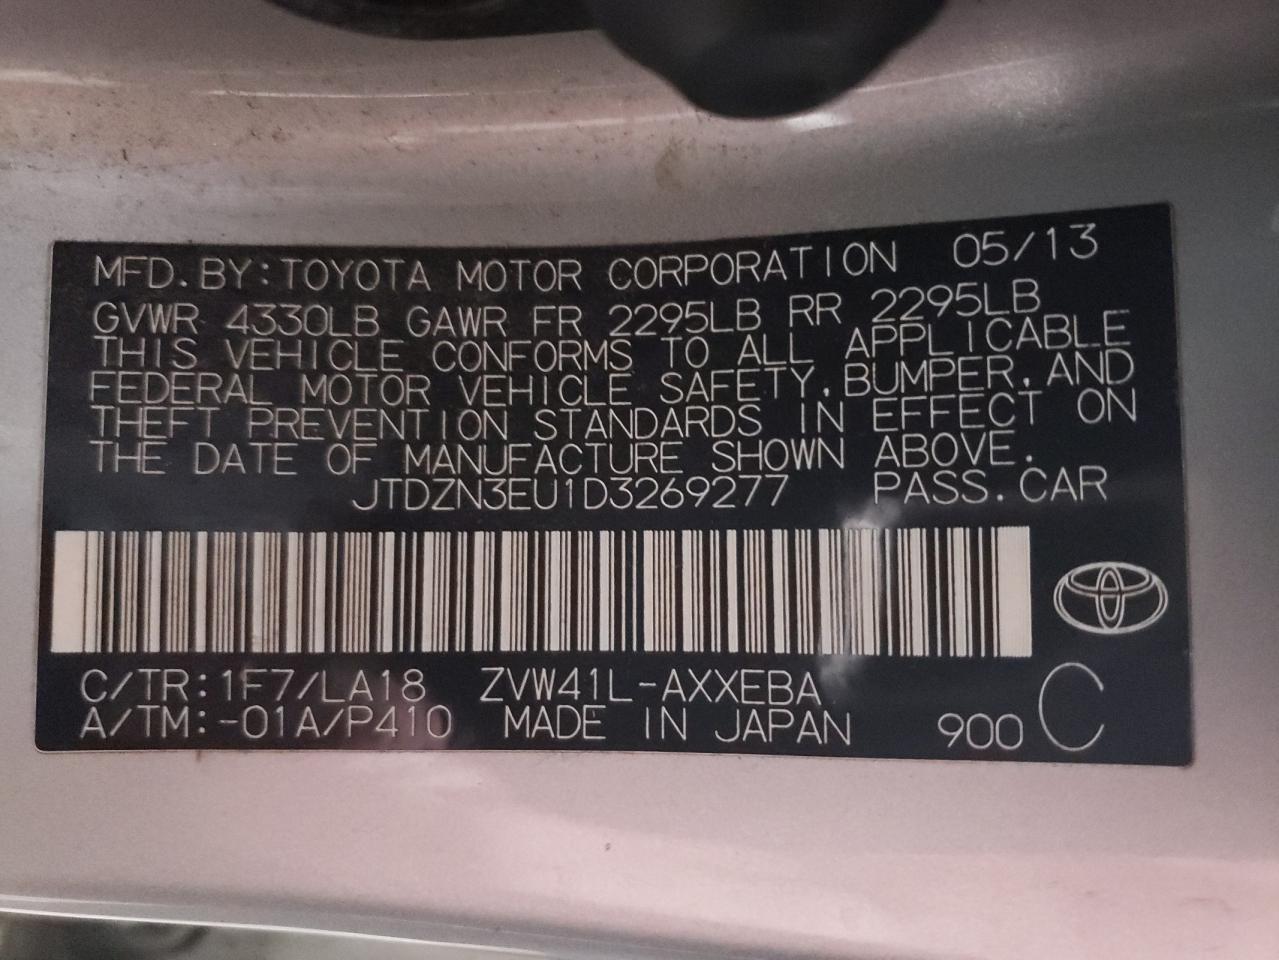 MFD. BY: TOYOTA MOTOR CORPORATION 05/13
GVWR 4330LB GAWR FR 2295LB RR 2295LB
THIS VEHICLE CONFORMS TO ALL APPLICABLE
FEDERAL MOTOR VEHICLE SAFETY, BUMPER, AND
THEFT PREVENTION STANDARDS IN EFFECT ON
THE DATE OF MANUFACTURE SHOWN ABOVE.
JTDZN3EU1D3269277 PASS. CAR
C/TR: 1F7/LA18 ZVW41L-AXXEBA
A/TM: -01A/P410 MADE IN JAPAN 900 C